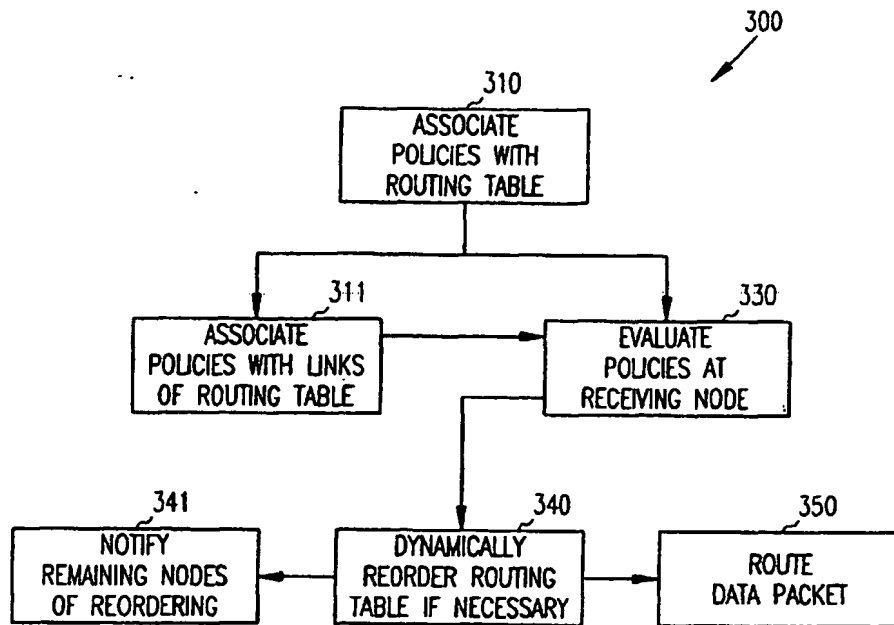 300
310
ASSOCIATE
POLICIES WITH
ROUTING TABLE
311
ASSOCIATE
POLICIES WITH LINKS
OF ROUTING TABLE
330
EVALUATE
POLICIES AT
RECEIVING NODE
341
NOTIFY
REMAINING NODES
OF REORDERING
340
DYNAMICALLY
REORDER ROUTING
TABLE IF NECESSARY
350
ROUTE
DATA PACKET